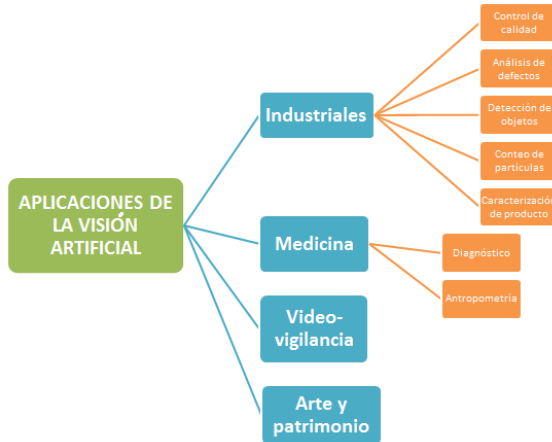 APLICACIONES DE
LA VISIÓN
ARTIFICIAL
Industriales
Control de
calidad
Análisis de
defectos
Detección de
objetos
Conteo de
partículas
Caracterización
de producto
Medicina
Diagnóstico
Antropometría
Video-
vigilancia
Arte y
patrimonio